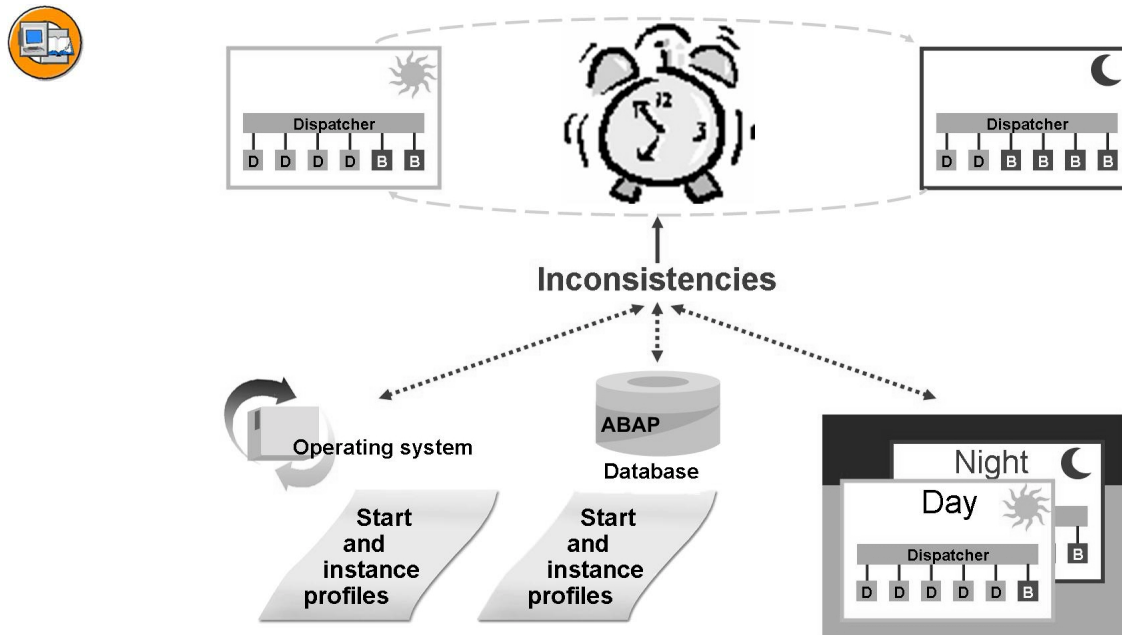 Dispatcher
D D D D B B
12
3
Dispatcher
D D B B B B
Inconsistencies
Operating system
ABAP
Database
Start
and
instance
profiles
Start
and
instance
profiles
Night
B
Day
Dispatcher
D D D D D B